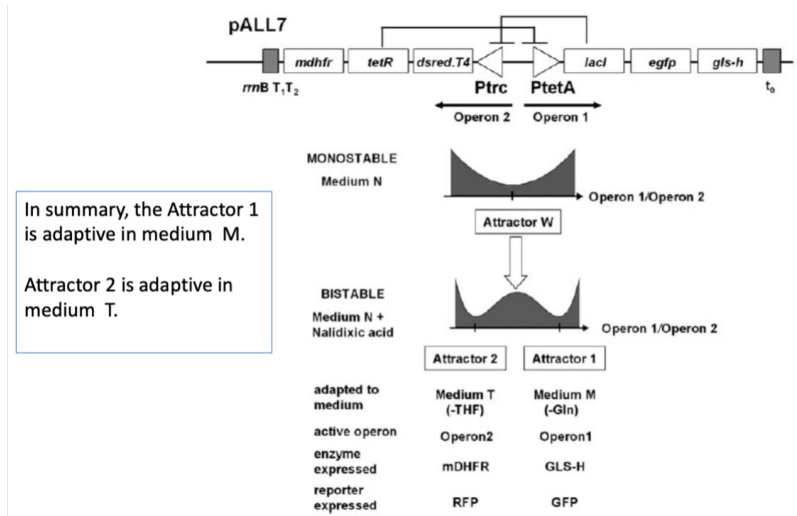 pALL7
mdhfr tetR dsred.T4 lacI egfp gls-h
rrnB T₁T₂ Ptrc PtetA t₀
Operon 2 Operon 1
MONOSTABLE
Medium N
Operon 1/Operon 2
Attractor W
In summary, the Attractor 1
is adaptive in medium M.
Attractor 2 is adaptive in
medium T.
BISTABLE
Medium N +
Nalidixic acid
Operon 1/Operon 2
Attractor 2 Attractor 1
adapted to
medium
Medium T Medium M
(-THF) (-Gln)
active operon Operon2 Operon1
enzyme
expressed
mDHFR GLS-H
reporter
expressed
RFP GFP